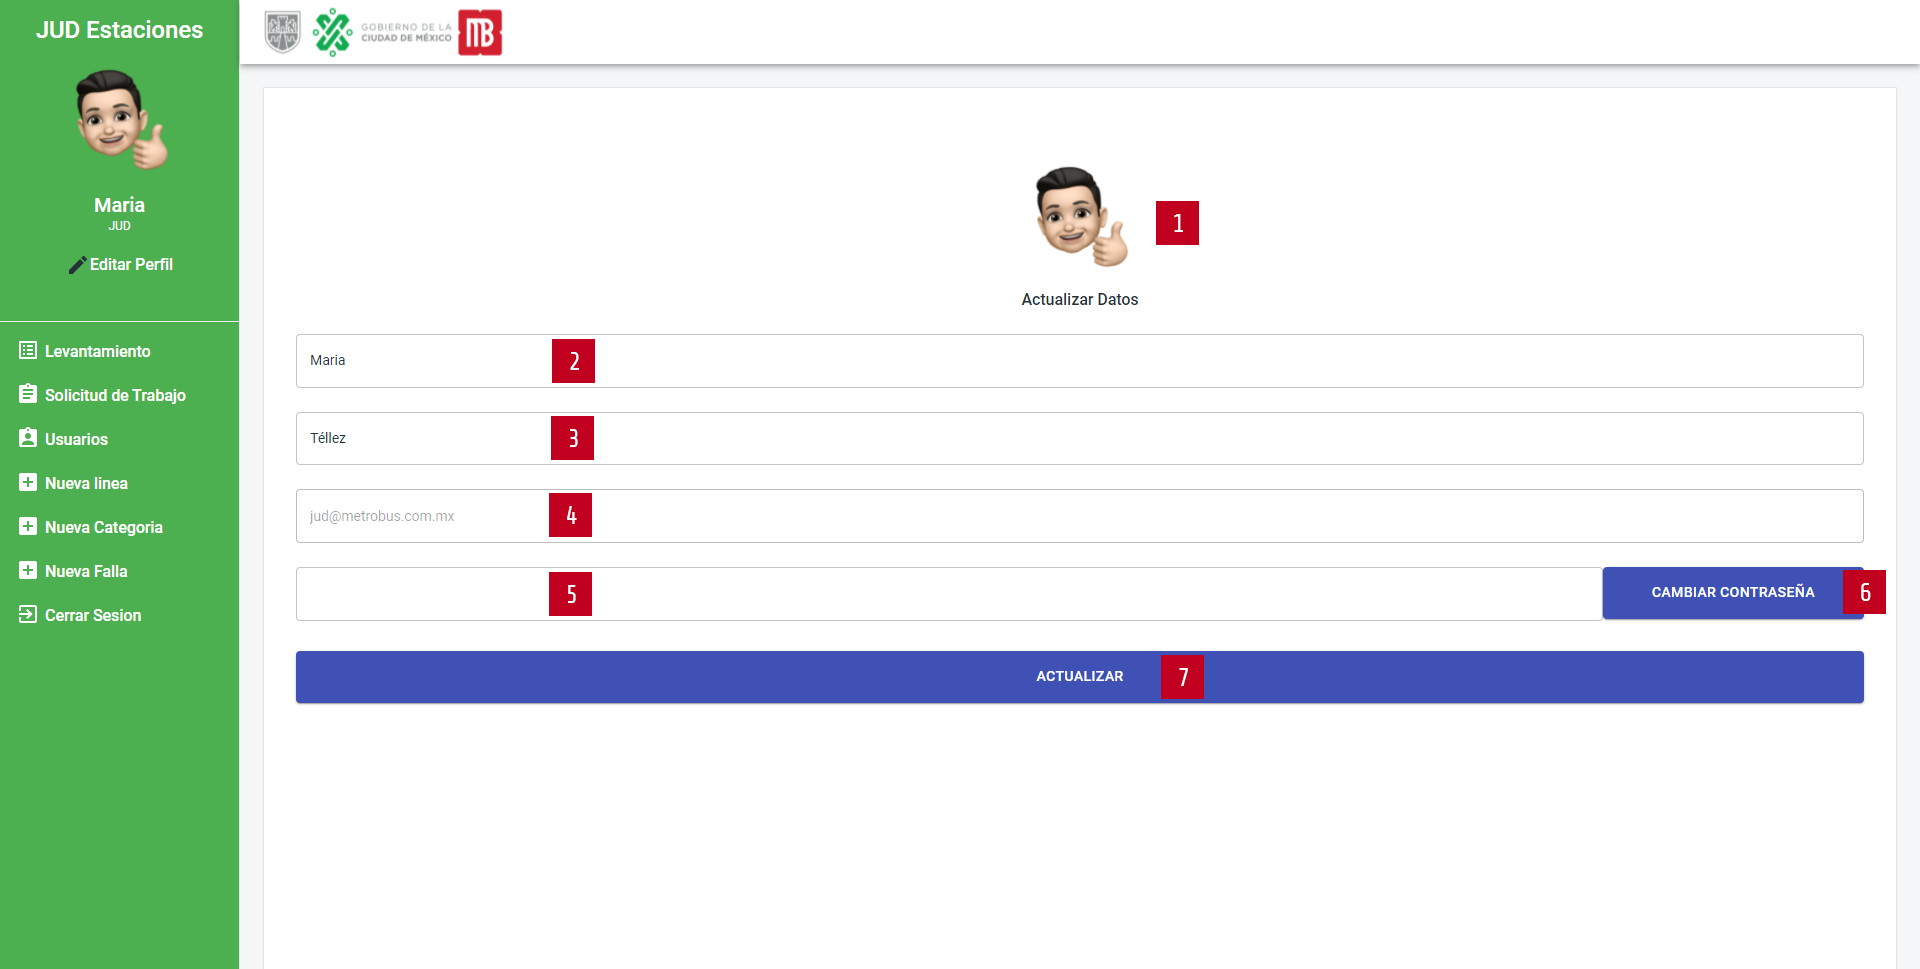 JUD Estaciones
Maria
JUD
Editar Perfil
Levantamiento
Solicitud de Trabajo
Usuarios
Nueva linea
Nueva Categoria
Nueva Falla
Cerrar Sesion
GOBIERNO DE LA
CIUDAD DE MÉXICO
MB
1
Actualizar Datos
Maria 2
Téllez 3
jud@metrobus.com.mx 4
5 CAMBIAR CONTRASEÑA 6
ACTUALIZAR 7